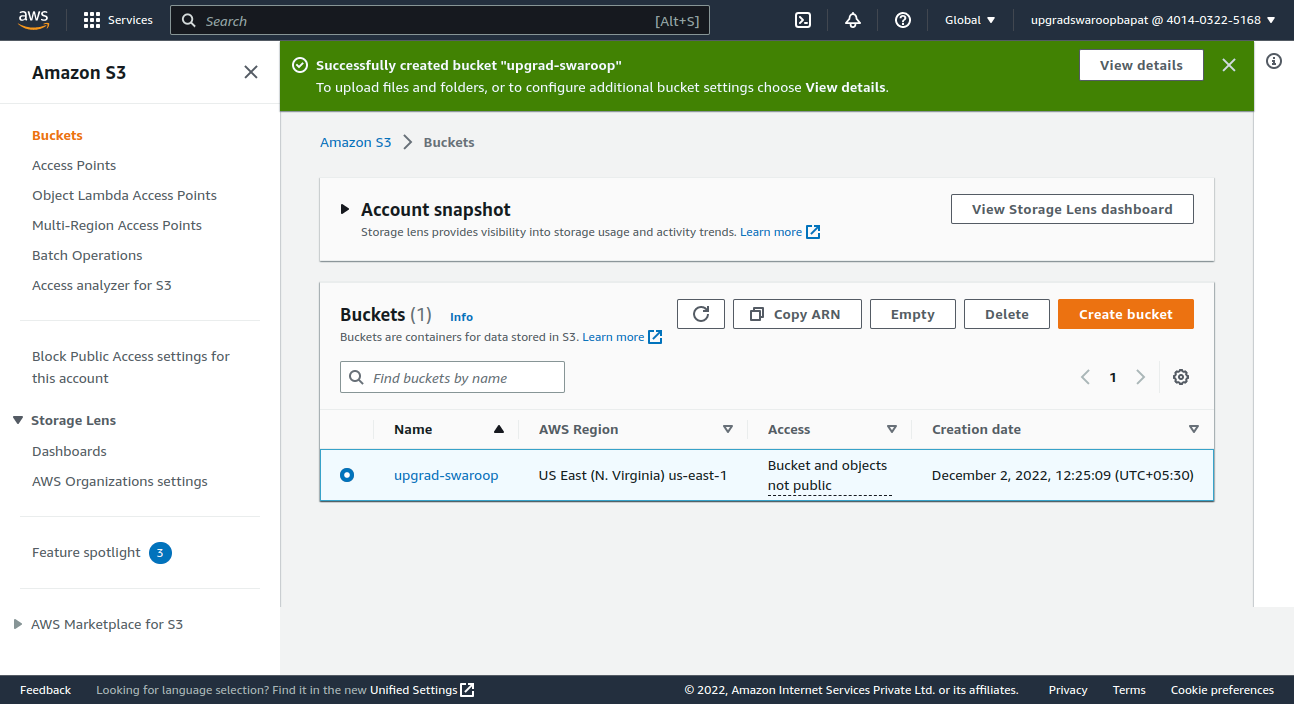 aws
Services
Search
[Alt+S]
Global
upgradswaroopbapat @ 4014-0322-5168
Amazon S3
Buckets
Access Points
Object Lambda Access Points
Multi-Region Access Points
Batch Operations
Access analyzer for S3
Block Public Access settings for
this account
Storage Lens
Dashboards
AWS Organizations settings
Feature spotlight 3
AWS Marketplace for S3
Successfully created bucket "upgrad-swaroop"
To upload files and folders, or to configure additional bucket settings choose View details.
View details
Amazon S3 Buckets
Account snapshot
Storage lens provides visibility into storage usage and activity trends. Learn more
View Storage Lens dashboard
Buckets (1) Info
Buckets are containers for data stored in S3. Learn more
Copy ARN
Empty
Delete
Create bucket
Find buckets by name
1
Name
AWS Region
Access
Creation date
upgrad-swaroop
US East (N. Virginia) us-east-1
Bucket and objects
not public
December 2, 2022, 12:25:09 (UTC+05:30)
Feedback
Looking for language selection? Find it in the new Unified Settings
© 2022, Amazon Internet Services Private Ltd. or its affiliates.
Privacy
Terms
Cookie preferences